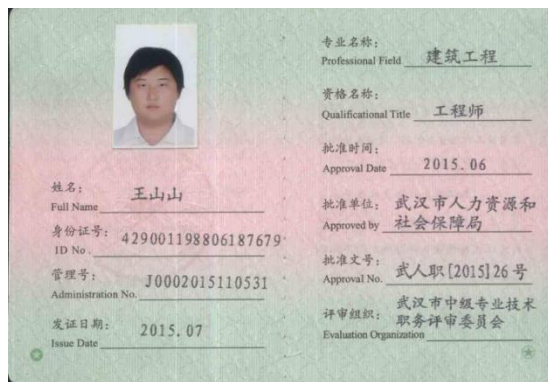 姓名：
Full Name 王山山
身份证号：
ID No. 429001198806187679
管理号：
Administration No. J0002015110531
发证日期：
Issue Date 2015.07
专业名称：
Professional Field 建筑工程
资格名称：
Qualificational Title 工程师
批准时间：
Approval Date 2015.06
批准单位：武汉市人力资源和
Approved by 社会保障局
批准文号：
Approval No. 武人职[2015]26号
评审组织：武汉市中级专业技术
职务评审委员会
Evaluation Organization